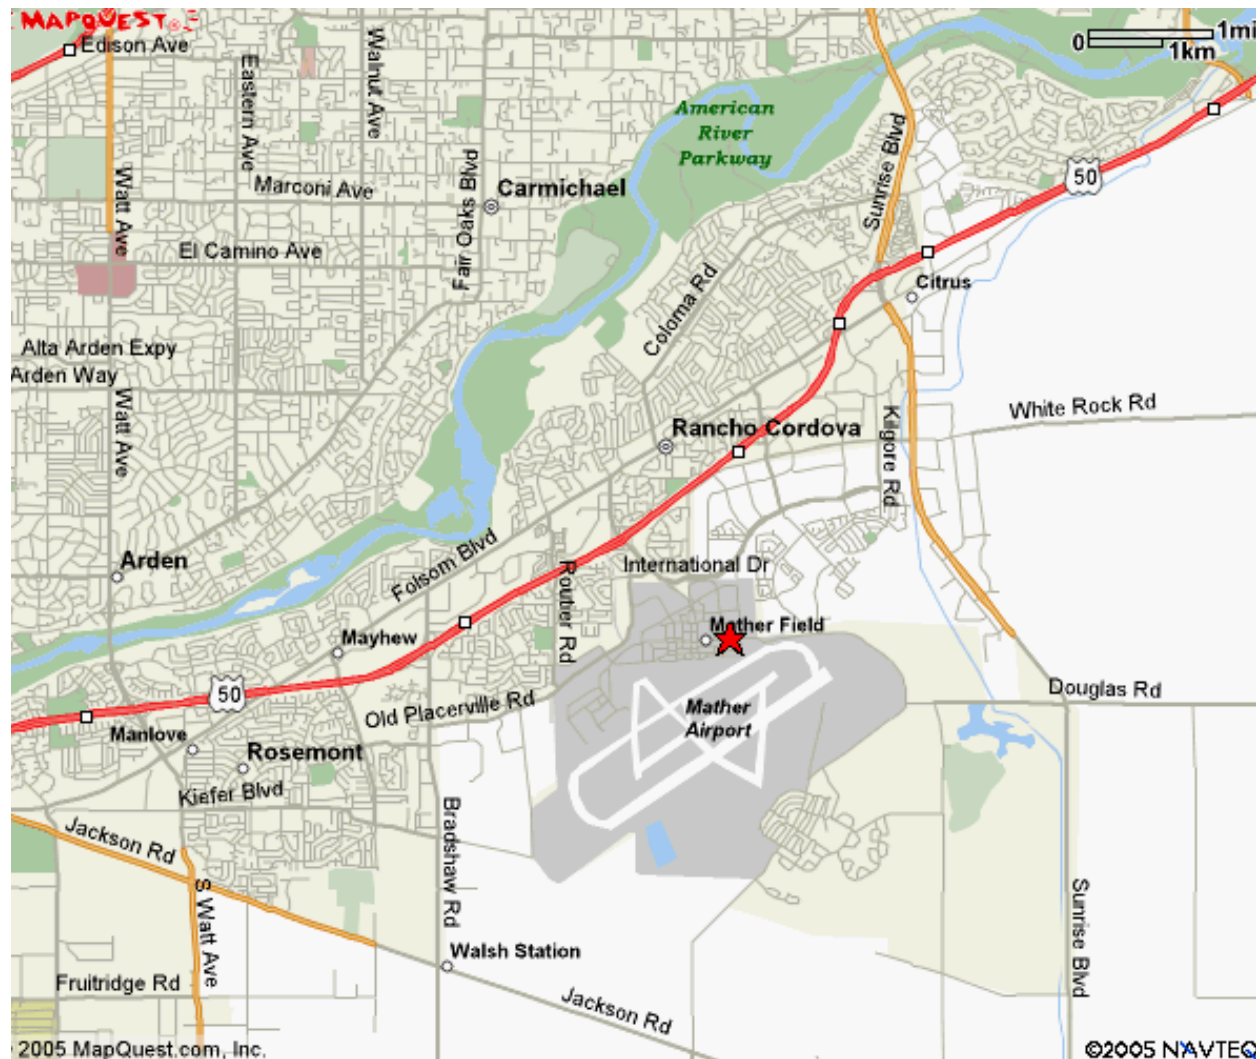 MAPQUEST
Edison Ave
Eastern Ave
Walnut Ave
0 1mi
1km
American
River
Parkway
Sunrise Blvd
Watt Ave
Marconi Ave
Fair Oaks Blvd
Carmichael
50
El Camino Ave
Coloma Rd
Citrus
Alta Arden Expy
Arden Way
Watt Ave
White Rock Rd
Rancho Cordova
Kilgore Rd
Arden
Folsom Blvd
International Dr
Routier Rd
Mayhew
Mather Field
50
Old Placerville Rd
Douglas Rd
Mather
Airport
Manlove
Rosemont
Kiefer Blvd
Jackson Rd
Bradshaw Rd
S Watt Ave
Sunrise Blvd
Walsh Station
Fruitridge Rd
Jackson Rd
2005 MapQuest.com, Inc.
©2005 NAVTEQ